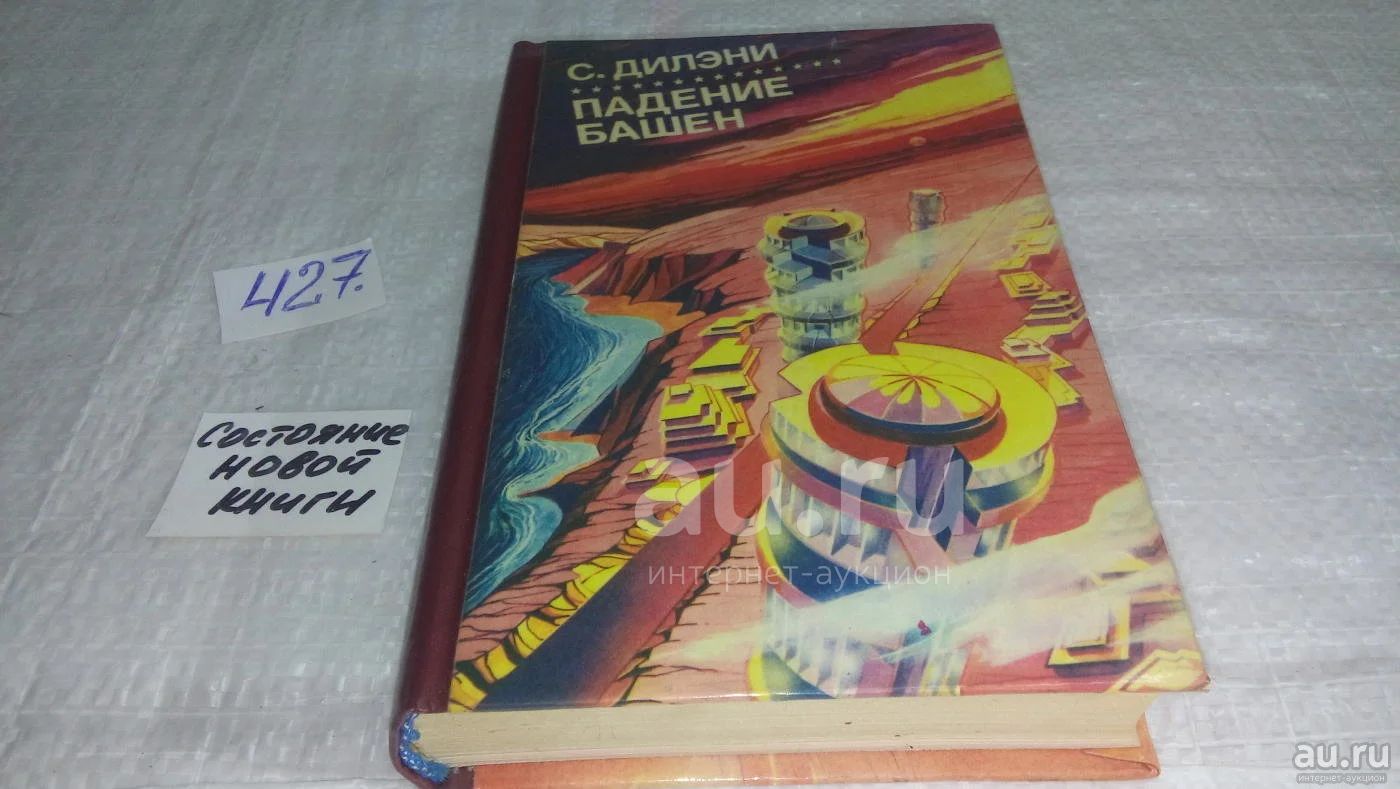 С. ДИЛЭНИ
ПАДЕНИЕ
БАШЕН
427.
Состояние
новой
книги
au.ru
интернет-аукцион
au.ru
интернет-аукцион